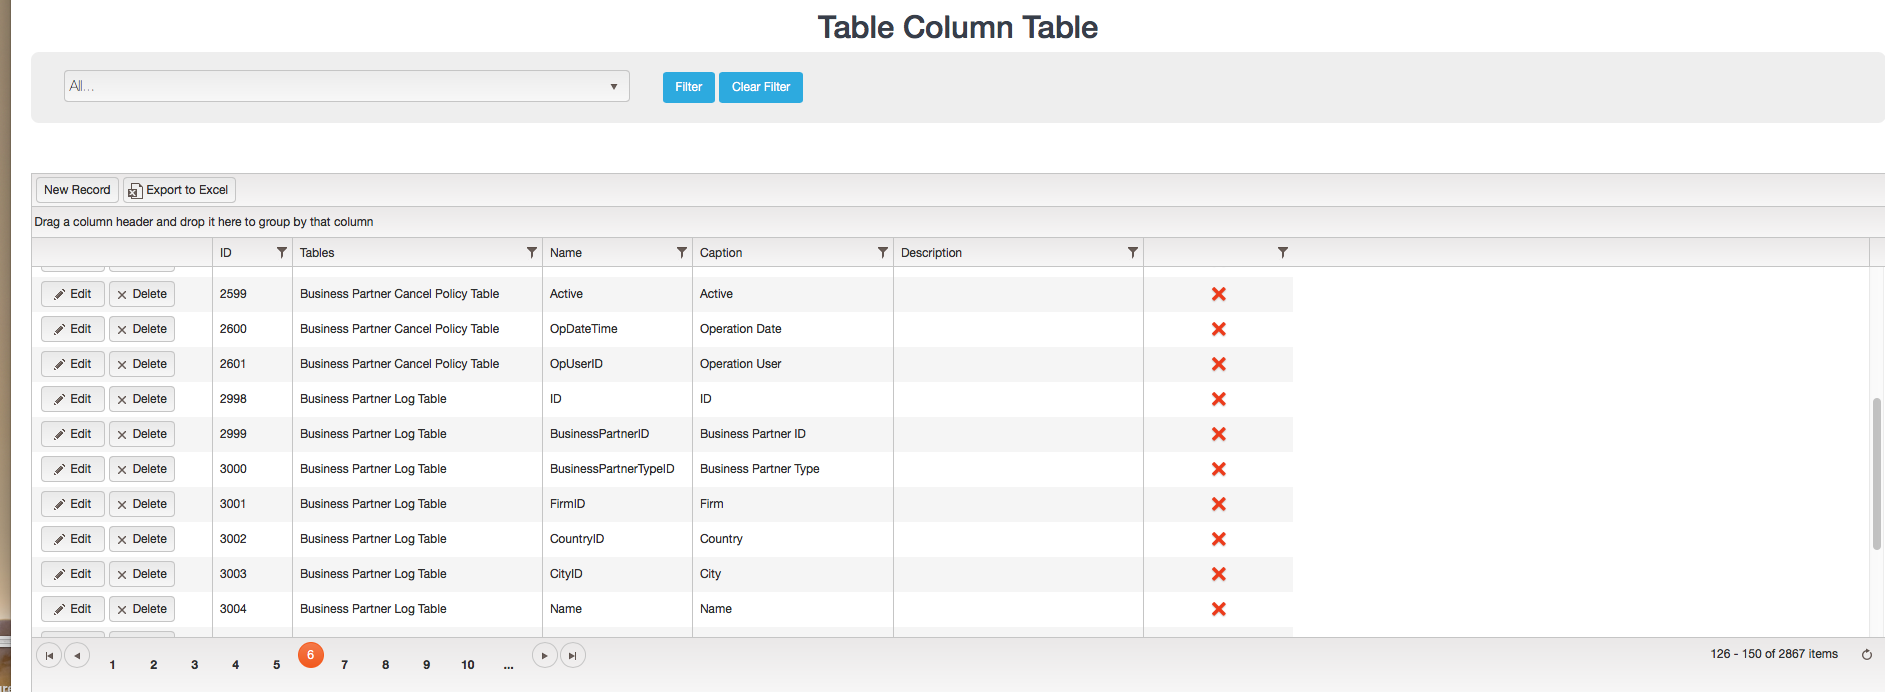 Table Column Table
All...
Filter Clear Filter
New Record Export to Excel
Drag a column header and drop it here to group by that column
ID Tables Name Caption Description
Edit Delete 2599 Business Partner Cancel Policy Table Active Active
Edit Delete 2600 Business Partner Cancel Policy Table OpDateTime Operation Date
Edit Delete 2601 Business Partner Cancel Policy Table OpUserID Operation User
Edit Delete 2998 Business Partner Log Table ID ID
Edit Delete 2999 Business Partner Log Table BusinessPartnerID Business Partner ID
Edit Delete 3000 Business Partner Log Table BusinessPartnerTypeID Business Partner Type
Edit Delete 3001 Business Partner Log Table FirmID Firm
Edit Delete 3002 Business Partner Log Table CountryID Country
Edit Delete 3003 Business Partner Log Table CityID City
Edit Delete 3004 Business Partner Log Table Name Name
1 2 3 4 5 6 7 8 9 10 ... 126 - 150 of 2867 items